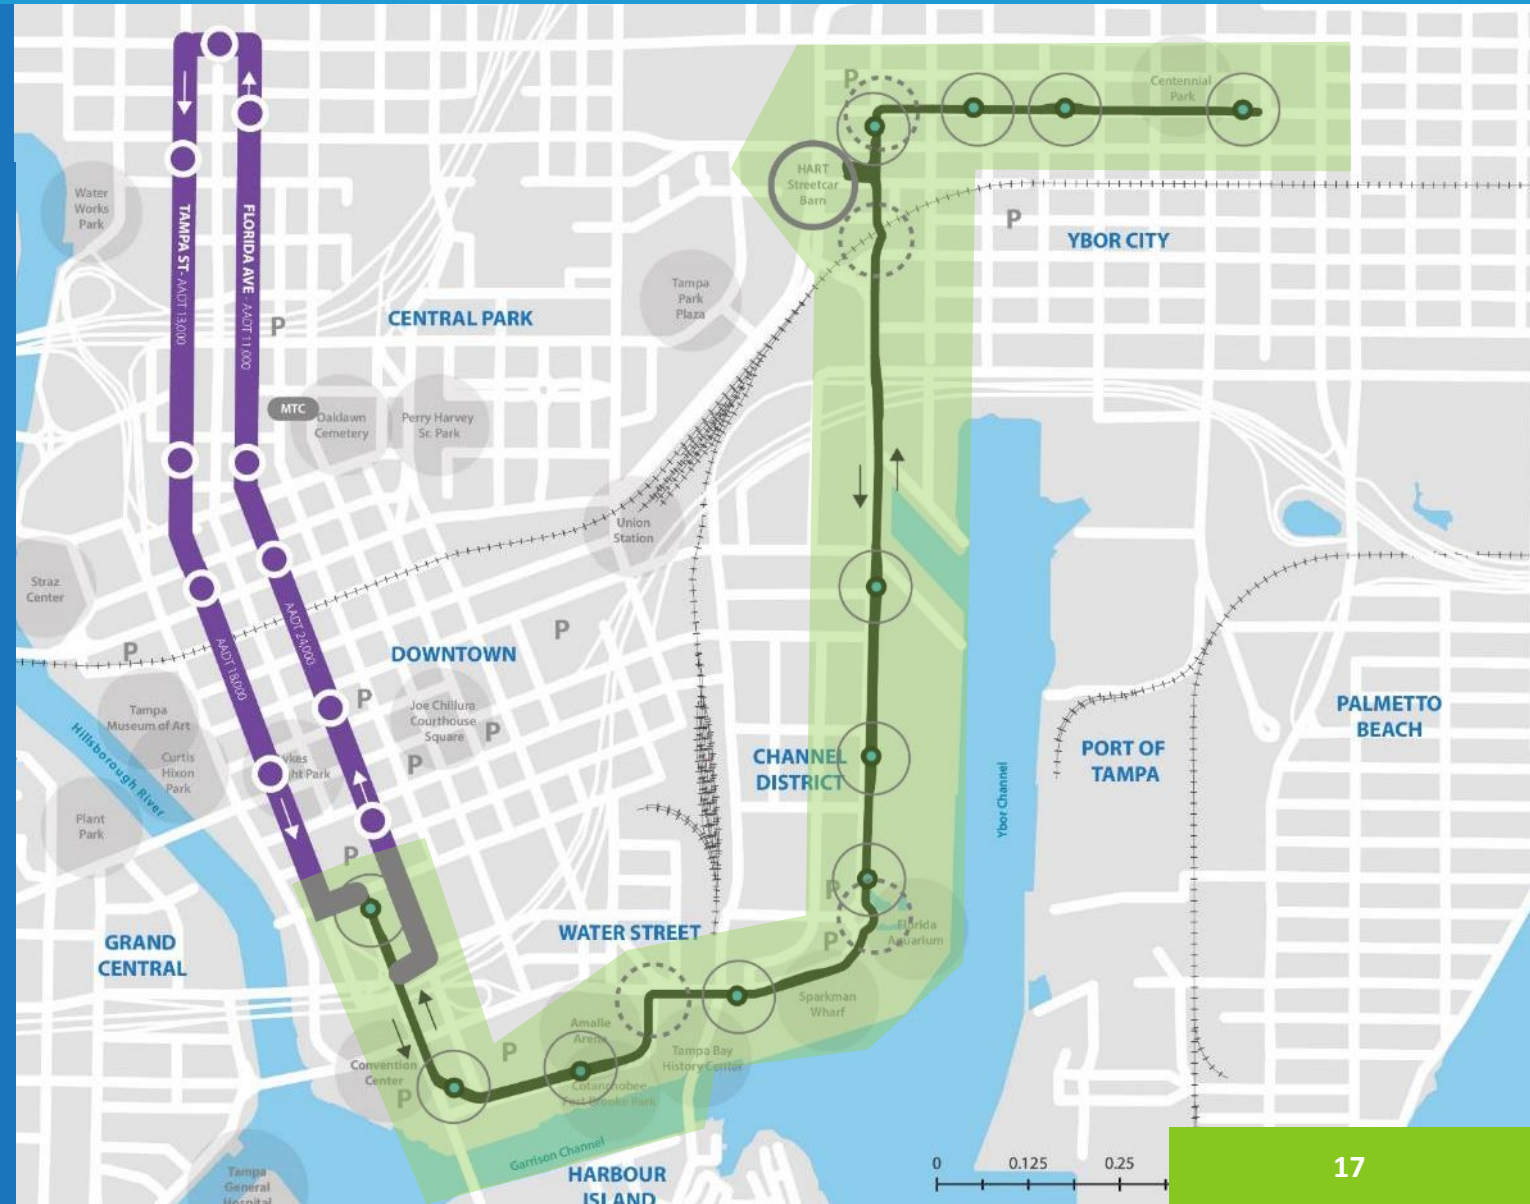 Centennial
Park
P
HART
Streetcar
Barn
Water
Works
Park
TAMPA ST- AADT 13,000
FLORIDA AVE - AADT 11,000
P
YBOR CITY
Tampa
Park
Plaza
CENTRAL PARK
P
MTC
Oaklawn
Cemetery
Perry Harvey
Sr. Park
Union
Station
Straz
Center
AADT 24,000
P
P
DOWNTOWN
AADT 18,000
P
Tampa
Museum of Art
Joe Chillura
Courthouse
Square
P
PALMETTO
BEACH
Hillsborough River
Curtis
Hixon
Park
ykes
ht Park
P
CHANNEL
DISTRICT
PORT OF
TAMPA
Ybor Channel
Plant
Park
P
P
GRAND
CENTRAL
WATER STREET
P
Florida
Aquarium
Sparkman
Wharf
Amalie
Arena
P
Tampa Bay
History Center
Convention
Center
P
Cotanchobee
Fort Brooke Park
Garrison Channel
HARBOUR
ISLAND
Tampa
General
Hospital
0 0.125 0.25
17